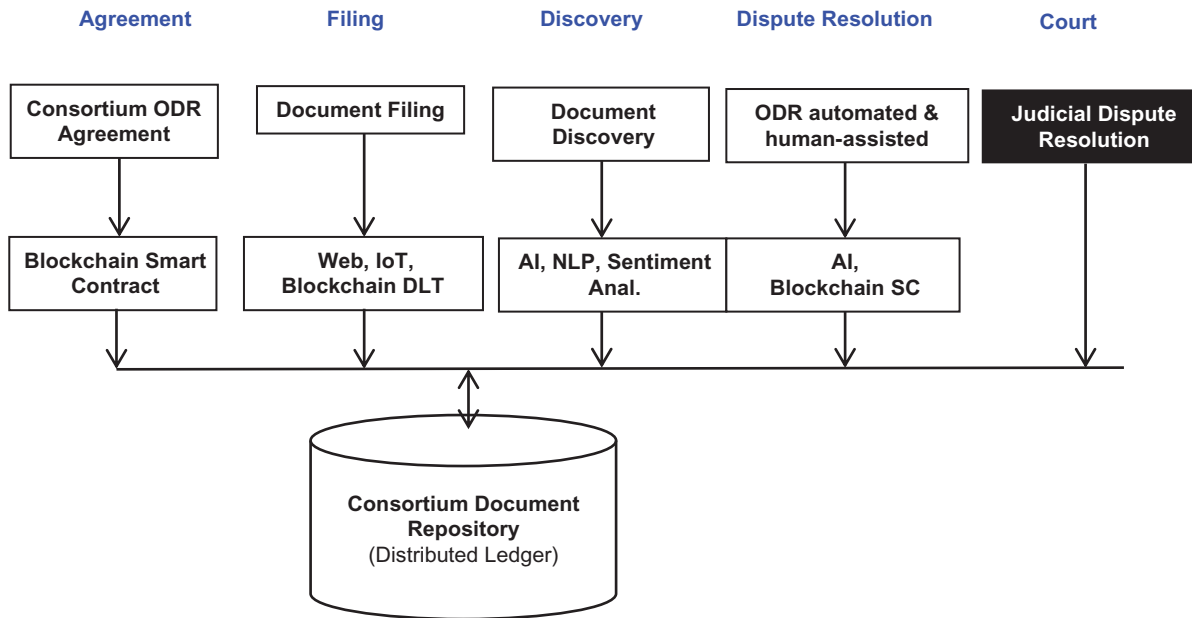 Agreement
Filing
Discovery
Dispute Resolution
Court
Consortium ODR
Agreement
Document Filing
Document
Discovery
ODR automated &
human-assisted
Judicial Dispute
Resolution
Blockchain Smart
Contract
Web, IoT,
Blockchain DLT
AI, NLP, Sentiment
Anal.
AI,
Blockchain SC
Consortium Document
Repository
(Distributed Ledger)